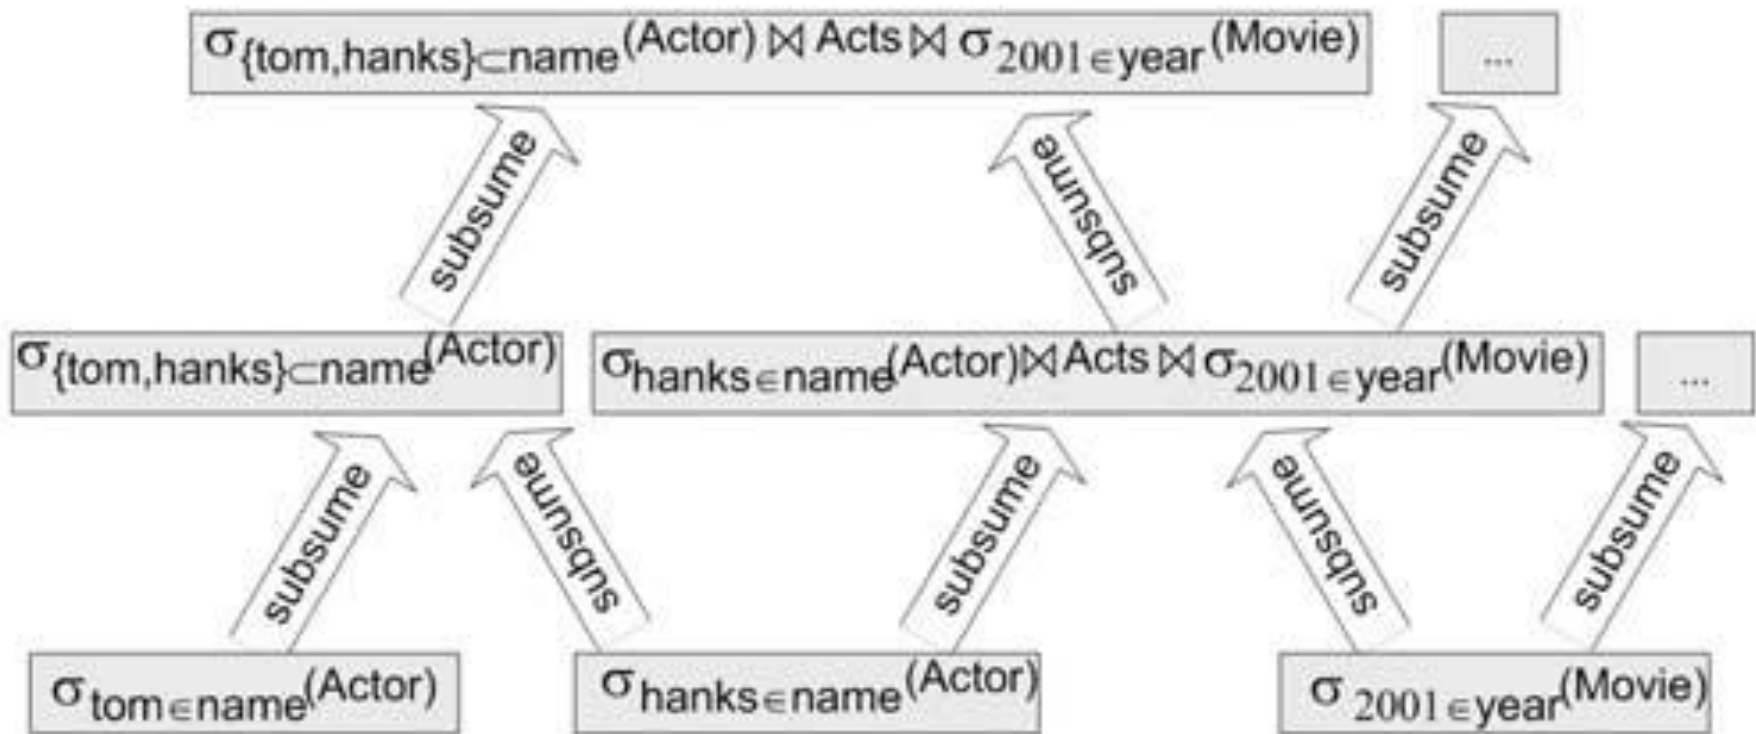 σ{tom,hanks}⊂name(Actor) ⋈ Acts ⋈ σ2001∈year(Movie) ...
subsume subsume subsume
σ{tom,hanks}⊂name(Actor) σhanks∈name(Actor) ⋈ Acts ⋈ σ2001∈year(Movie) ...
subsume subsume subsume subsume subsume
σtom∈name(Actor) σhanks∈name(Actor) σ2001∈year(Movie)